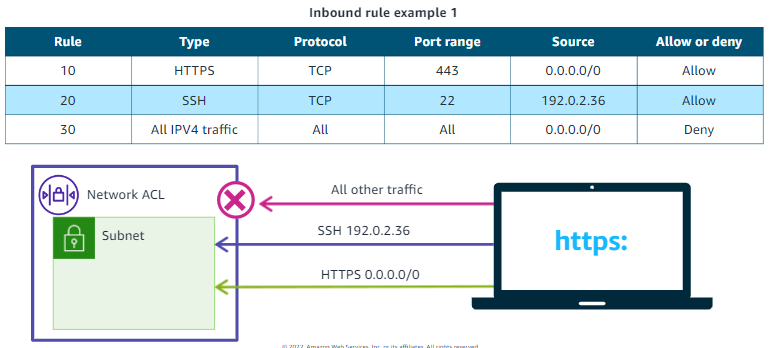 Inbound rule example 1
Rule Type Protocol Port range Source Allow or deny
10 HTTPS TCP 443 0.0.0.0/0 Allow
20 SSH TCP 22 192.0.2.36 Allow
30 All IPV4 traffic All All 0.0.0.0/0 Deny
Network ACL
All other traffic
Subnet
SSH 192.0.2.36
https:
HTTPS 0.0.0.0/0
© 2022, Amazon Web Services, Inc. or its affiliates. All rights reserved.